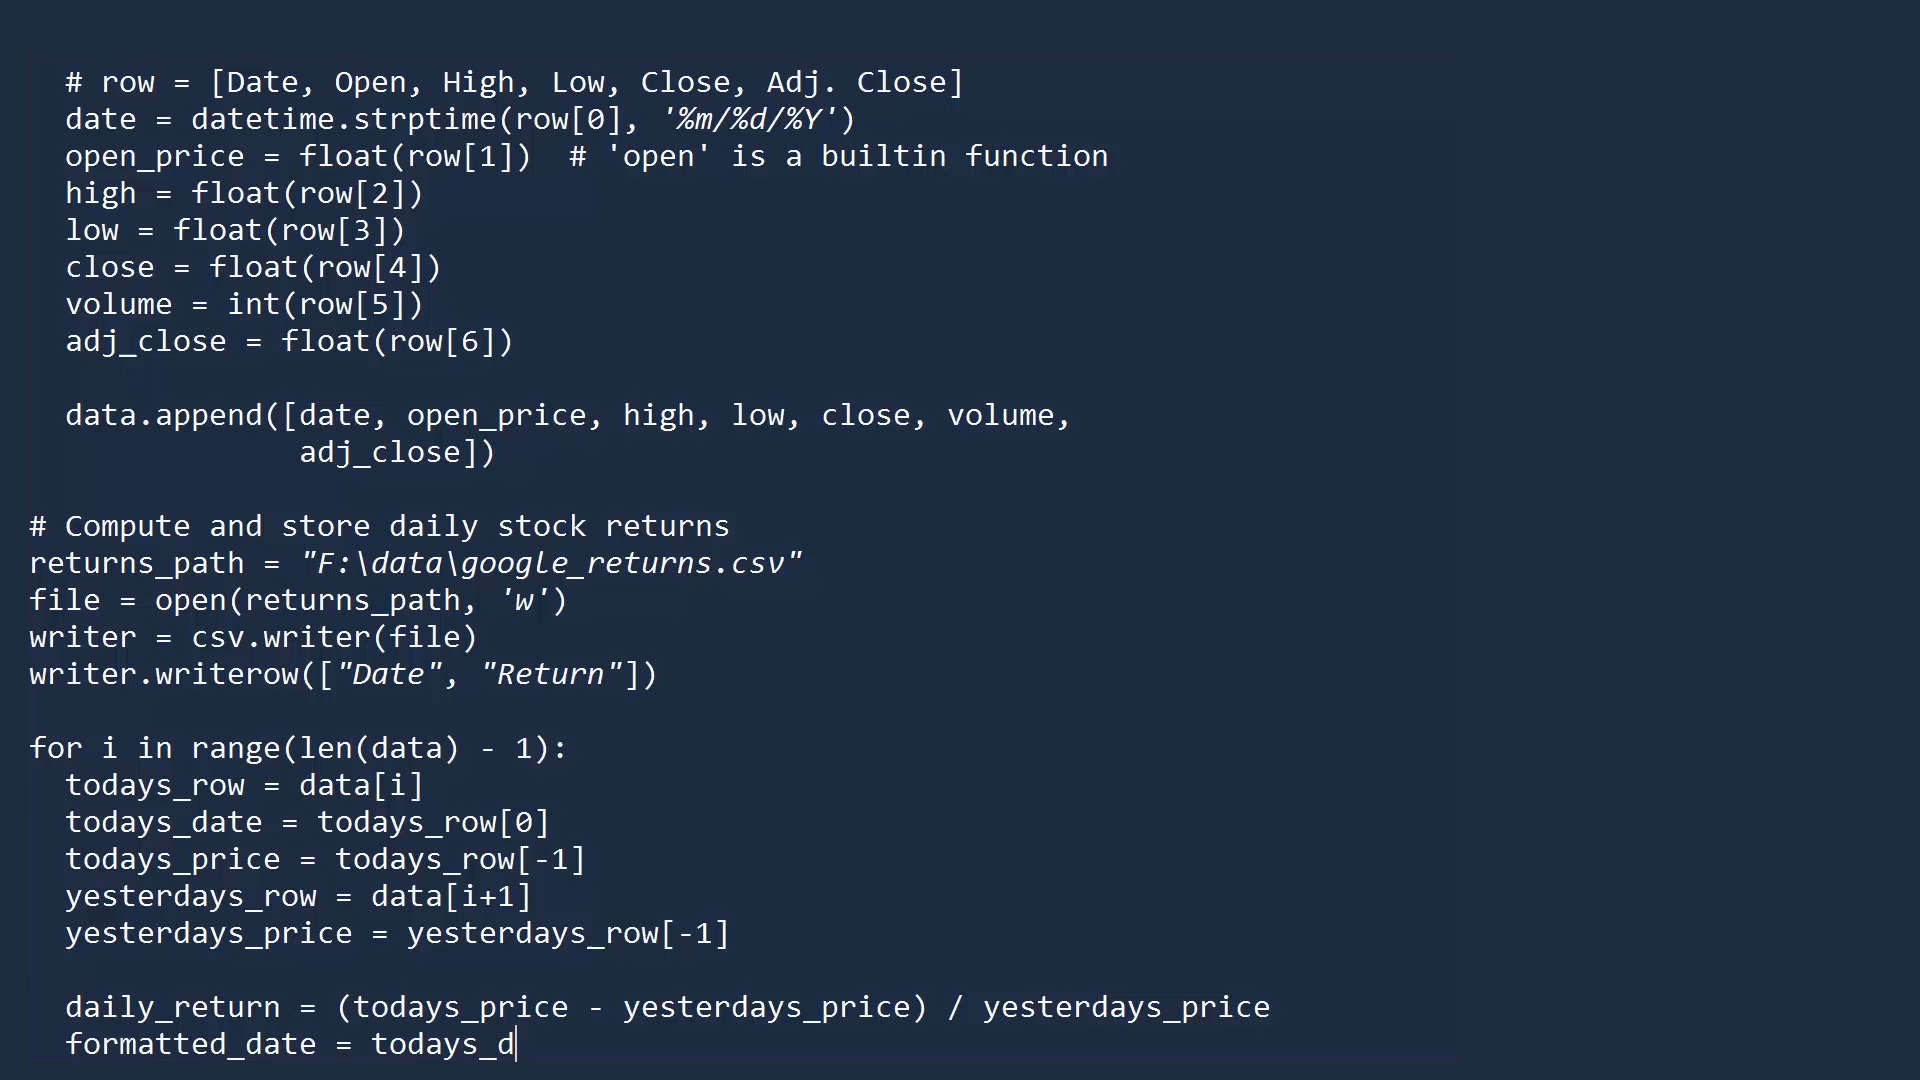 # row = [Date, Open, High, Low, Close, Adj. Close]
date = datetime.strptime(row[0], '%m/%d/%Y')
open_price = float(row[1])  # 'open' is a builtin function
high = float(row[2])
low = float(row[3])
close = float(row[4])
volume = int(row[5])
adj_close = float(row[6])
data.append([date, open_price, high, low, close, volume,
adj_close])
# Compute and store daily stock returns
returns_path = "F:\data\google_returns.csv"
file = open(returns_path, 'w')
writer = csv.writer(file)
writer.writerow(["Date", "Return"])
for i in range(len(data) - 1):
todays_row = data[i]
todays_date = todays_row[0]
todays_price = todays_row[-1]
yesterdays_row = data[i+1]
yesterdays_price = yesterdays_row[-1]
daily_return = (todays_price - yesterdays_price) / yesterdays_price
formatted_date = todays_d